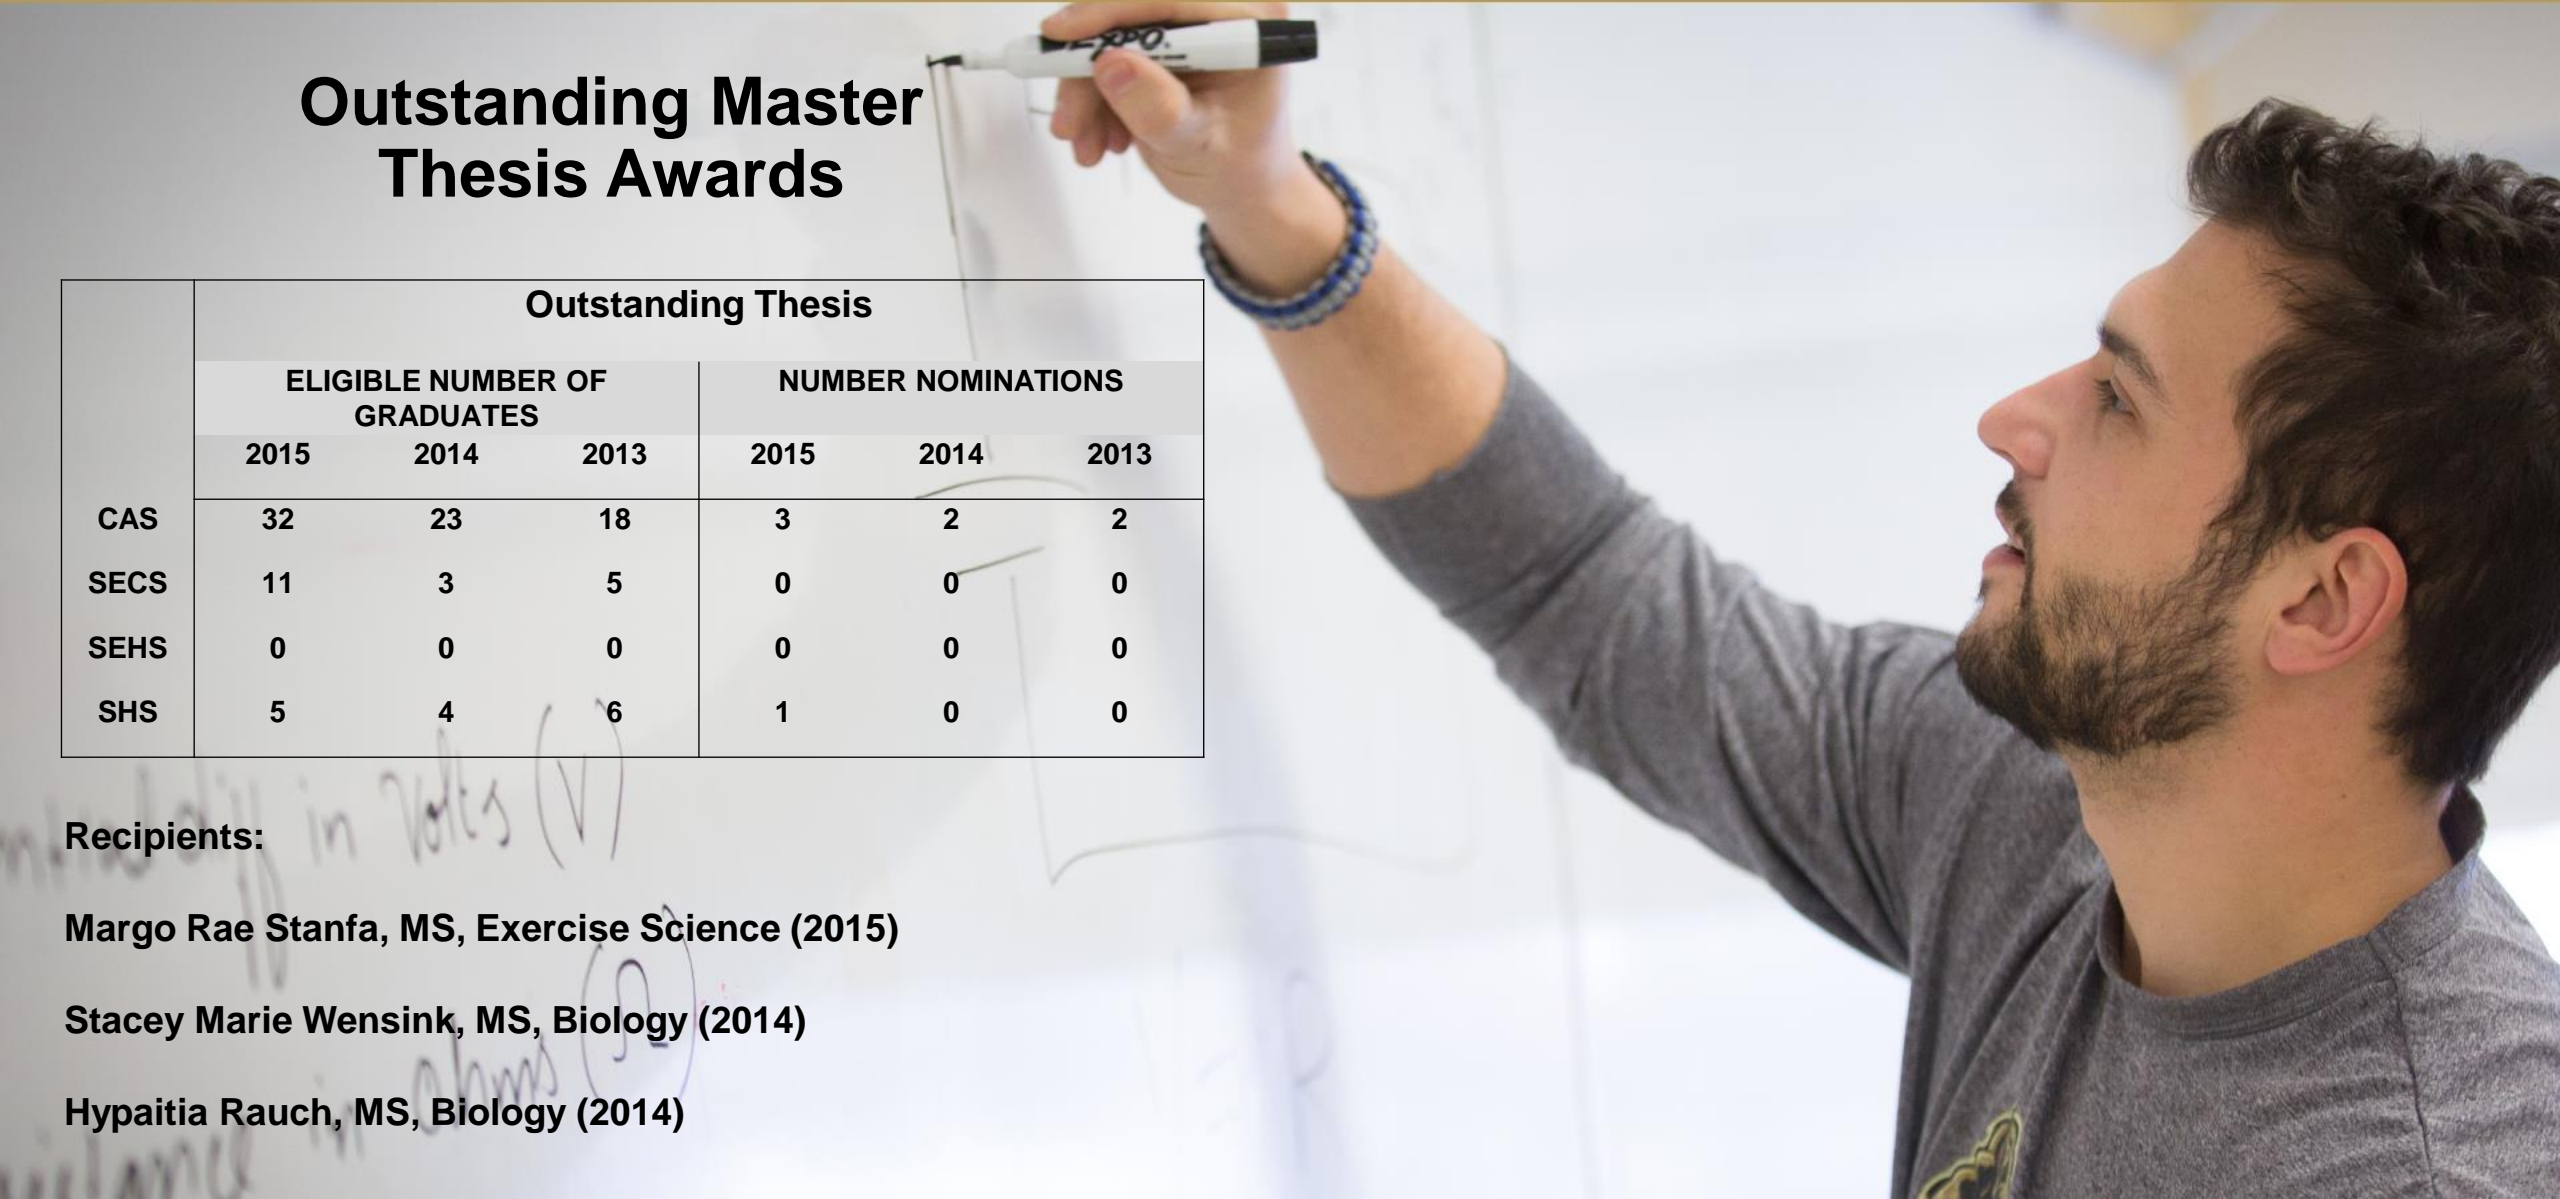 Outstanding Master
Thesis Awards
Outstanding Thesis
ELIGIBLE NUMBER OF
GRADUATES
NUMBER NOMINATIONS
2015 2014 2013 2015 2014 2013
CAS 32 23 18 3 2 2
SECS 11 3 5 0 0 0
SEHS 0 0 0 0 0 0
SHS 5 4 6 1 0 0
in Volts (V)
Recipients:
Margo Rae Stanfa, MS, Exercise Science (2015)
Stacey Marie Wensink, MS, Biology (2014)
in Ohms (Ω)
Hypaitia Rauch, MS, Biology (2014)